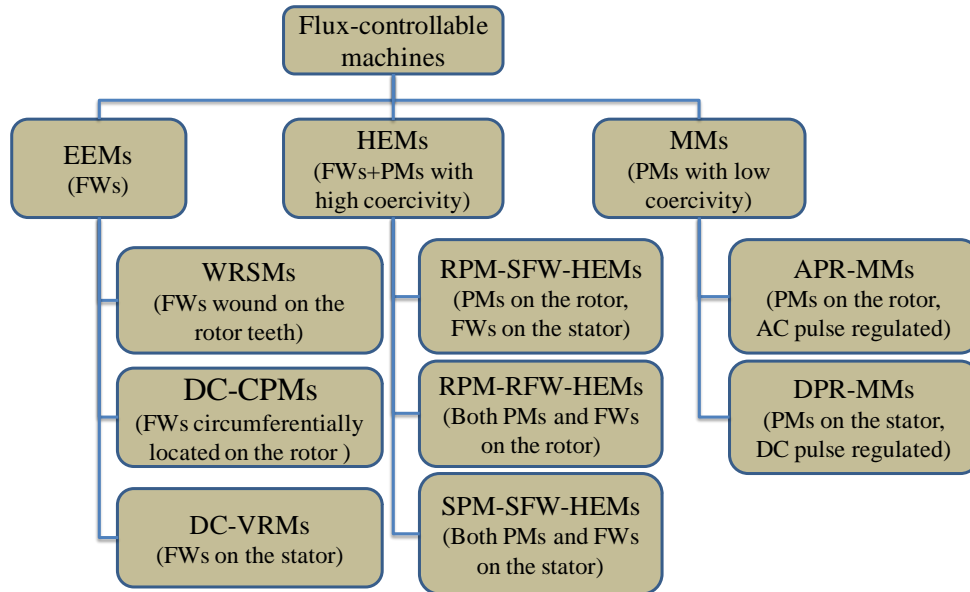 Flux-controllable
machines
EEMs
(FWs)
WRSMs
(FWs wound on the
rotor teeth)
DC-CPMs
(FWs circumferentially
located on the rotor )
DC-VRMs
(FWs on the stator)
HEMs
(FWs+PMs with
high coercivity)
RPM-SFW-HEMs
(PMs on the rotor,
FWs on the stator)
RPM-RFW-HEMs
(Both PMs and FWs
on the rotor)
SPM-SFW-HEMs
(Both PMs and FWs
on the stator)
MMs
(PMs with low
coercivity)
APR-MMs
(PMs on the rotor,
AC pulse regulated)
DPR-MMs
(PMs on the stator,
DC pulse regulated)